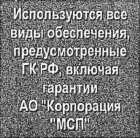 Используются все
виды обеспечения,
предусмотренные
ГК РФ, включая
гарантии
АО "Корпорация
"МСП"